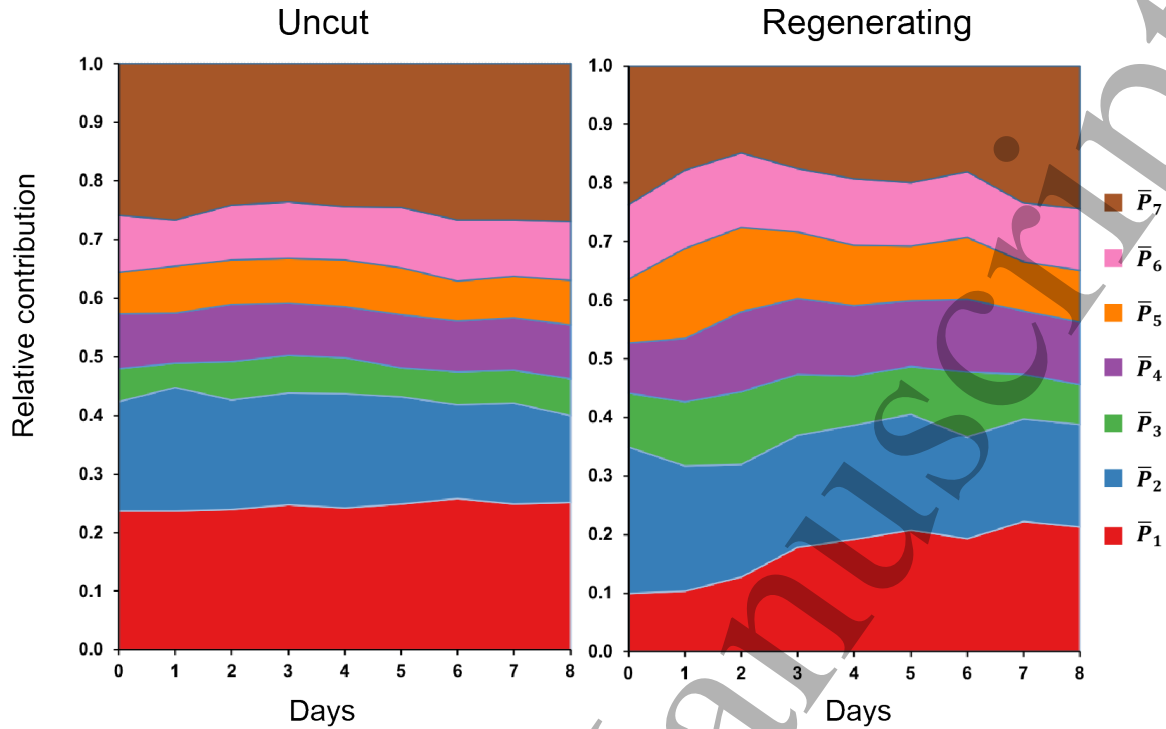 Uncut
Regenerating
Relative contribution
1.0
0.9
0.8
0.7
0.6
0.5
0.4
0.3
0.2
0.1
0.0
0 1 2 3 4 5 6 7 8
Days
1.0
0.9
0.8
0.7
0.6
0.5
0.4
0.3
0.2
0.1
0.0
0 1 2 3 4 5 6 7 8
Days
P̅₇
P̅₆
P̅₅
P̅₄
P̅₃
P̅₂
P̅₁